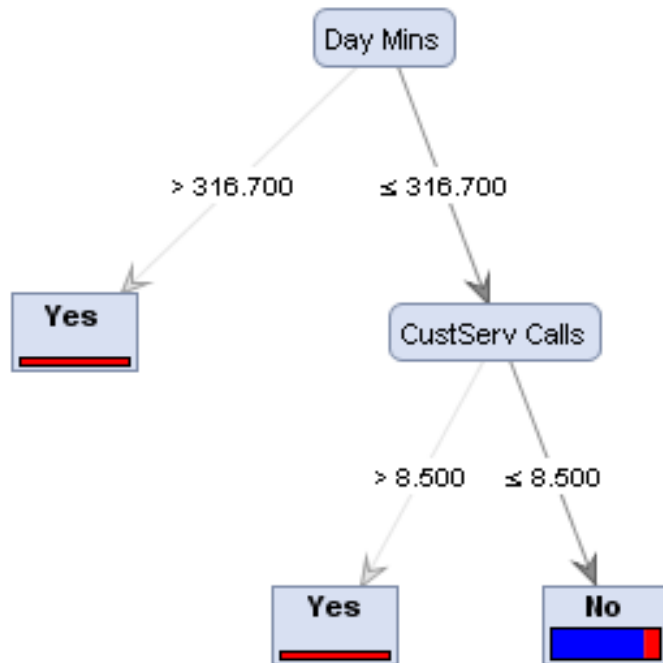 Day Mins
> 316.700
≤ 316.700
Yes
CustServ Calls
> 8.500
≤ 8.500
Yes
No